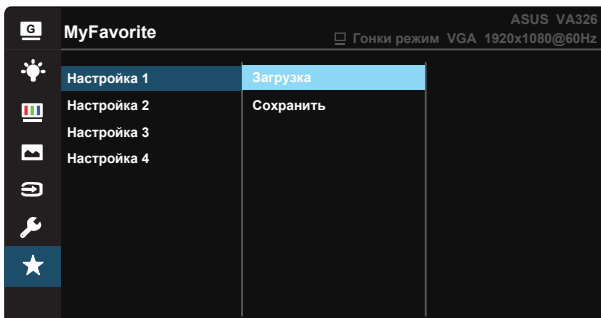 G
MyFavorite
ASUS VA326
Гонки режим VGA 1920x1080@60Hz
Настройка 1
Загрузка
Настройка 2
Сохранить
Настройка 3
Настройка 4